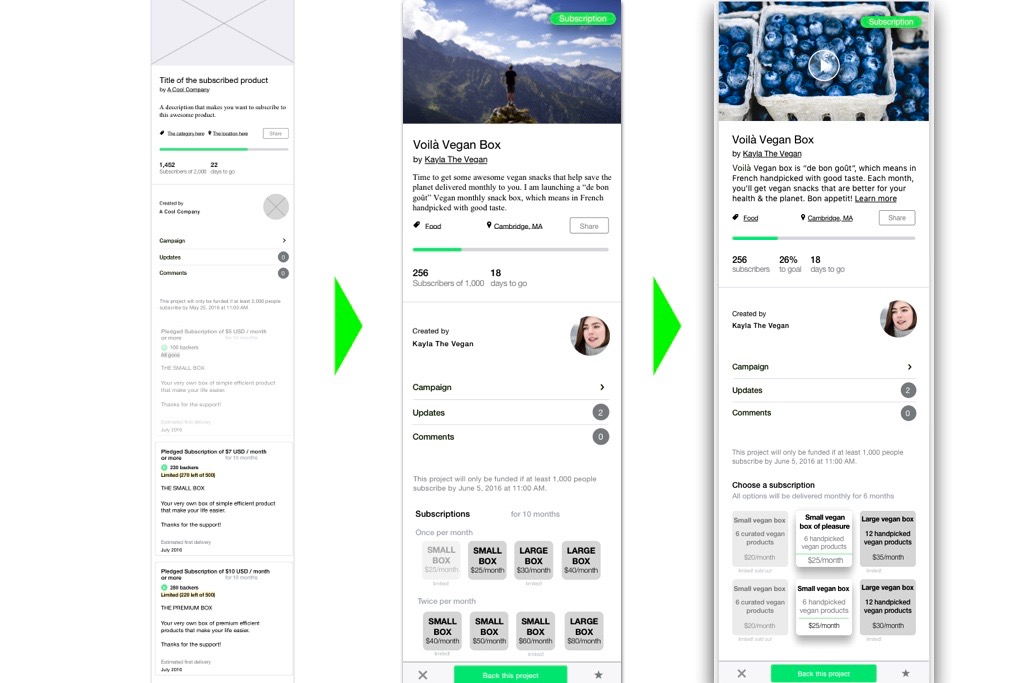 Title of the subscribed product
by A Cool Company
A description that makes you want to subscribe to
this awesome product.
The category here The location here Share
1,452 22
Subscribers of 2,000 days to go
Created by
A Cool Company
Campaign
Updates 0
Comments 0
This project will only be funded if at least 1,000 people
subscribe by May 20, 2016 at 11:00 AM.
Pledged Subscription of $5 USD / month
or more for 12 months
100 backers
All gone
THE SMALL BOX
Your very own box of simple efficient product
that make your life easier.
Thanks for the support!
Estimated first delivery
July 2016
Pledged Subscription of $7 USD / month
or more for 10 months
230 backers
Limited (270 left of 500)
THE SMALL BOX
Your very own box of simple efficient product
that make your life easier.
Thanks for the support!
Estimated first delivery
July 2016
Pledged Subscription of $10 USD / month
or more for 10 months
280 backers
Limited (220 left of 500)
THE PREMIUM BOX
Your very own box of premium efficient
products that make your life easier.
Thanks for the support!
Estimated first delivery
July 2016
Subscription
Voilà Vegan Box
by Kayla The Vegan
Time to get some awesome vegan snacks that help save the
planet delivered monthly to you. I am launching a “de bon
goût” Vegan monthly snack box, which means in French
handpicked with good taste.
Food Cambridge, MA Share
256 18
Subscribers of 1,000 days to go
Created by
Kayla The Vegan
Campaign
Updates 2
Comments 0
This project will only be funded if at least 1,000 people
subscribe by June 5, 2016 at 11:00 AM.
Subscriptions for 10 months
Once per month
SMALL BOX $25/month limited
SMALL BOX $25/month
LARGE BOX $30/month limited
LARGE BOX $40/month
Twice per month
SMALL BOX $40/month limited
SMALL BOX $50/month
SMALL BOX $60/month limited
LARGE BOX $80/month
Back this project
Subscription
Voilà Vegan Box
by Kayla The Vegan
Voilà Vegan box is “de bon goût”, which means in
French handpicked with good taste. Each month,
you'll get vegan snacks that are better for your
health & the planet. Bon appetit! Learn more
Food Cambridge, MA Share
256 26% 18
subscribers to goal days to go
Created by
Kayla The Vegan
Campaign
Updates 2
Comments 0
This project will only be funded if at least 1,000 people
subscribe by June 5, 2016 at 11:00 AM.
Choose a subscription
All options will be delivered monthly for 6 months
Small vegan box
6 curated vegan
products
$20/month
limited sold out
Small vegan
box of pleasure
6 handpicked
vegan products
$25/month
Large vegan box
12 handpicked
vegan products
$35/month
limited
Small vegan box
6 curated vegan
products
$20/month
limited sold out
Small vegan box
6 handpicked
vegan products
$25/month
Large vegan box
12 handpicked
vegan products
$30/month
limited
Back this project